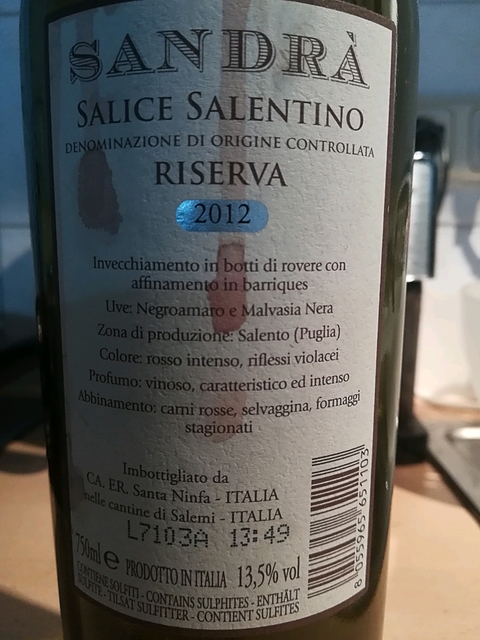 SANDRÀ
SALICE SALENTINO
DENOMINAZIONE DI ORIGINE CONTROLLATA
RISERVA
2012
Invecchiamento in botti di rovere con
affinamento in barriques
Uve: Negroamaro e Malvasia Nera
Zona di produzione: Salento (Puglia)
Colore: rosso intenso, riflessi violacei
Profumo: vinoso, caratteristico ed intenso
Abbinamento: carni rosse, selvaggina, formaggi
stagionati
Imbottigliato da
CA. ER. Santa Ninfa - ITALIA
nelle cantine di Salemi - ITALIA
L7103A 13:49
750ml e PRODOTTO IN ITALIA 13,5% vol
CONTIENE SOLFITI - CONTAINS SULPHITES - ENTHÄLT
SULFITE - TILSAT SULFITTER - CONTIENT SULFITES
8 055965 651103